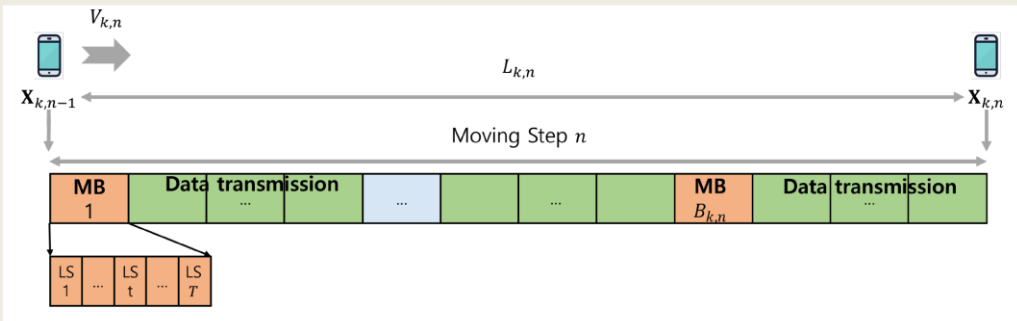 V_{k,n}
L_{k,n}
X_{k,n-1}
X_{k,n}
Moving Step n
MB Data transmission MB Data transmission
1 ... ... ... B_{k,n} ...
LS LS LS
1 ... t ... T